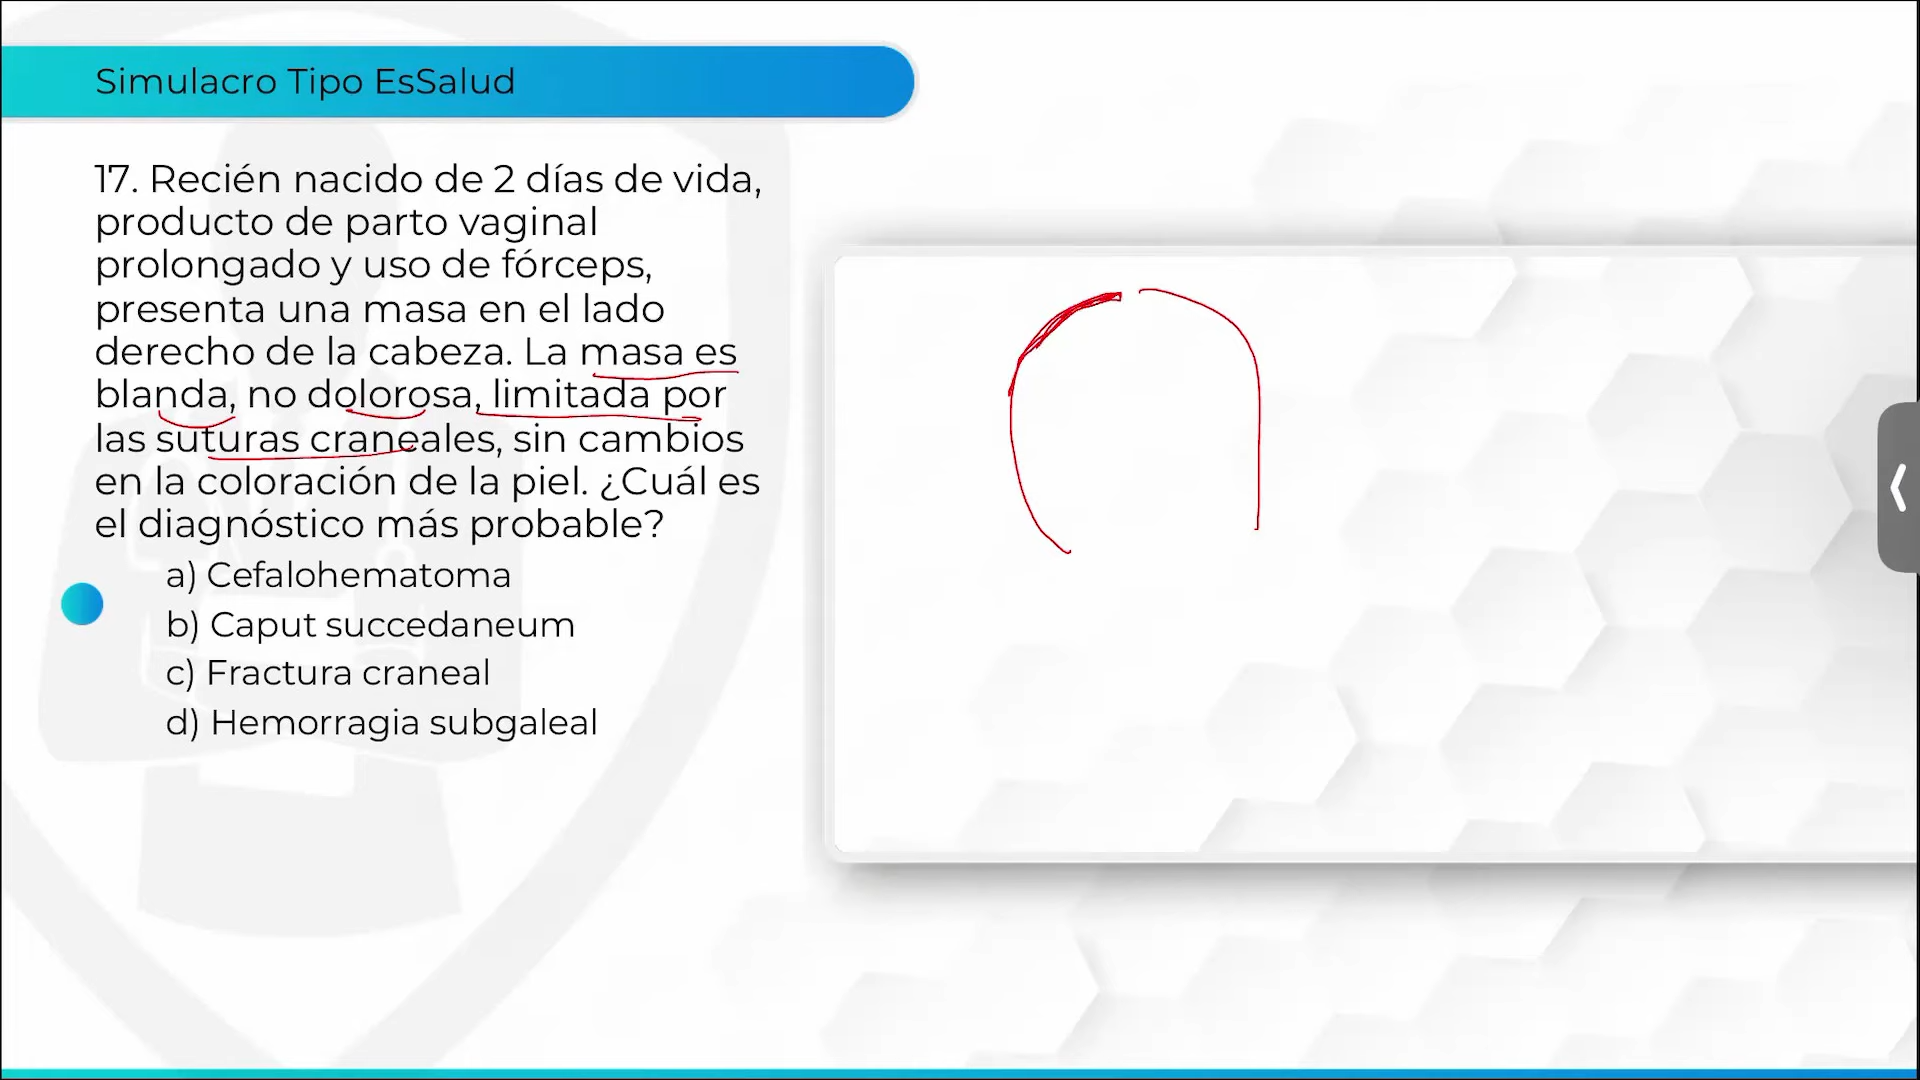 Simulacro Tipo EsSalud
17. Recién nacido de 2 días de vida,
producto de parto vaginal
prolongado y uso de fórceps,
presenta una masa en el lado
derecho de la cabeza. La masa es
blanda, no dolorosa, limitada por
las suturas craneales, sin cambios
en la coloración de la piel. ¿Cuál es
el diagnóstico más probable?
a) Cefalohematoma
b) Caput succedaneum
c) Fractura craneal
d) Hemorragia subgaleal